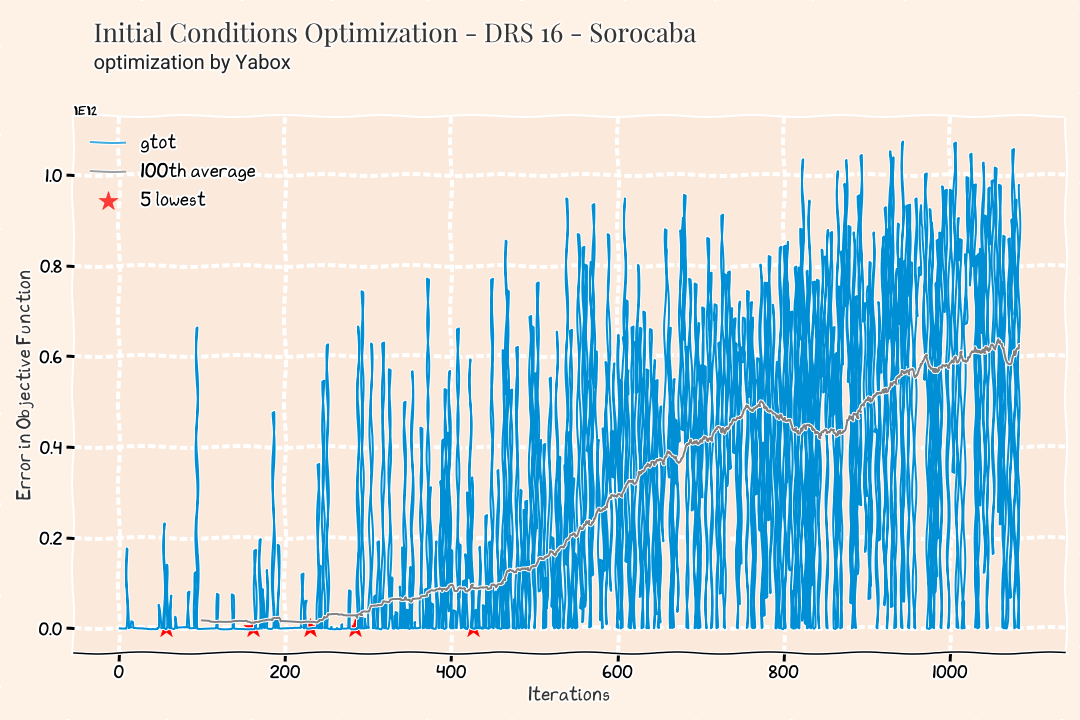 Initial Conditions Optimization - DRS 16 - Sorocaba
optimization by Yabox
1E12
gtot
100th average
5 lowest
1.0
0.8
0.6
0.4
0.2
0.0
Error in Objective Function
0 200 400 600 800 1000
Iterations